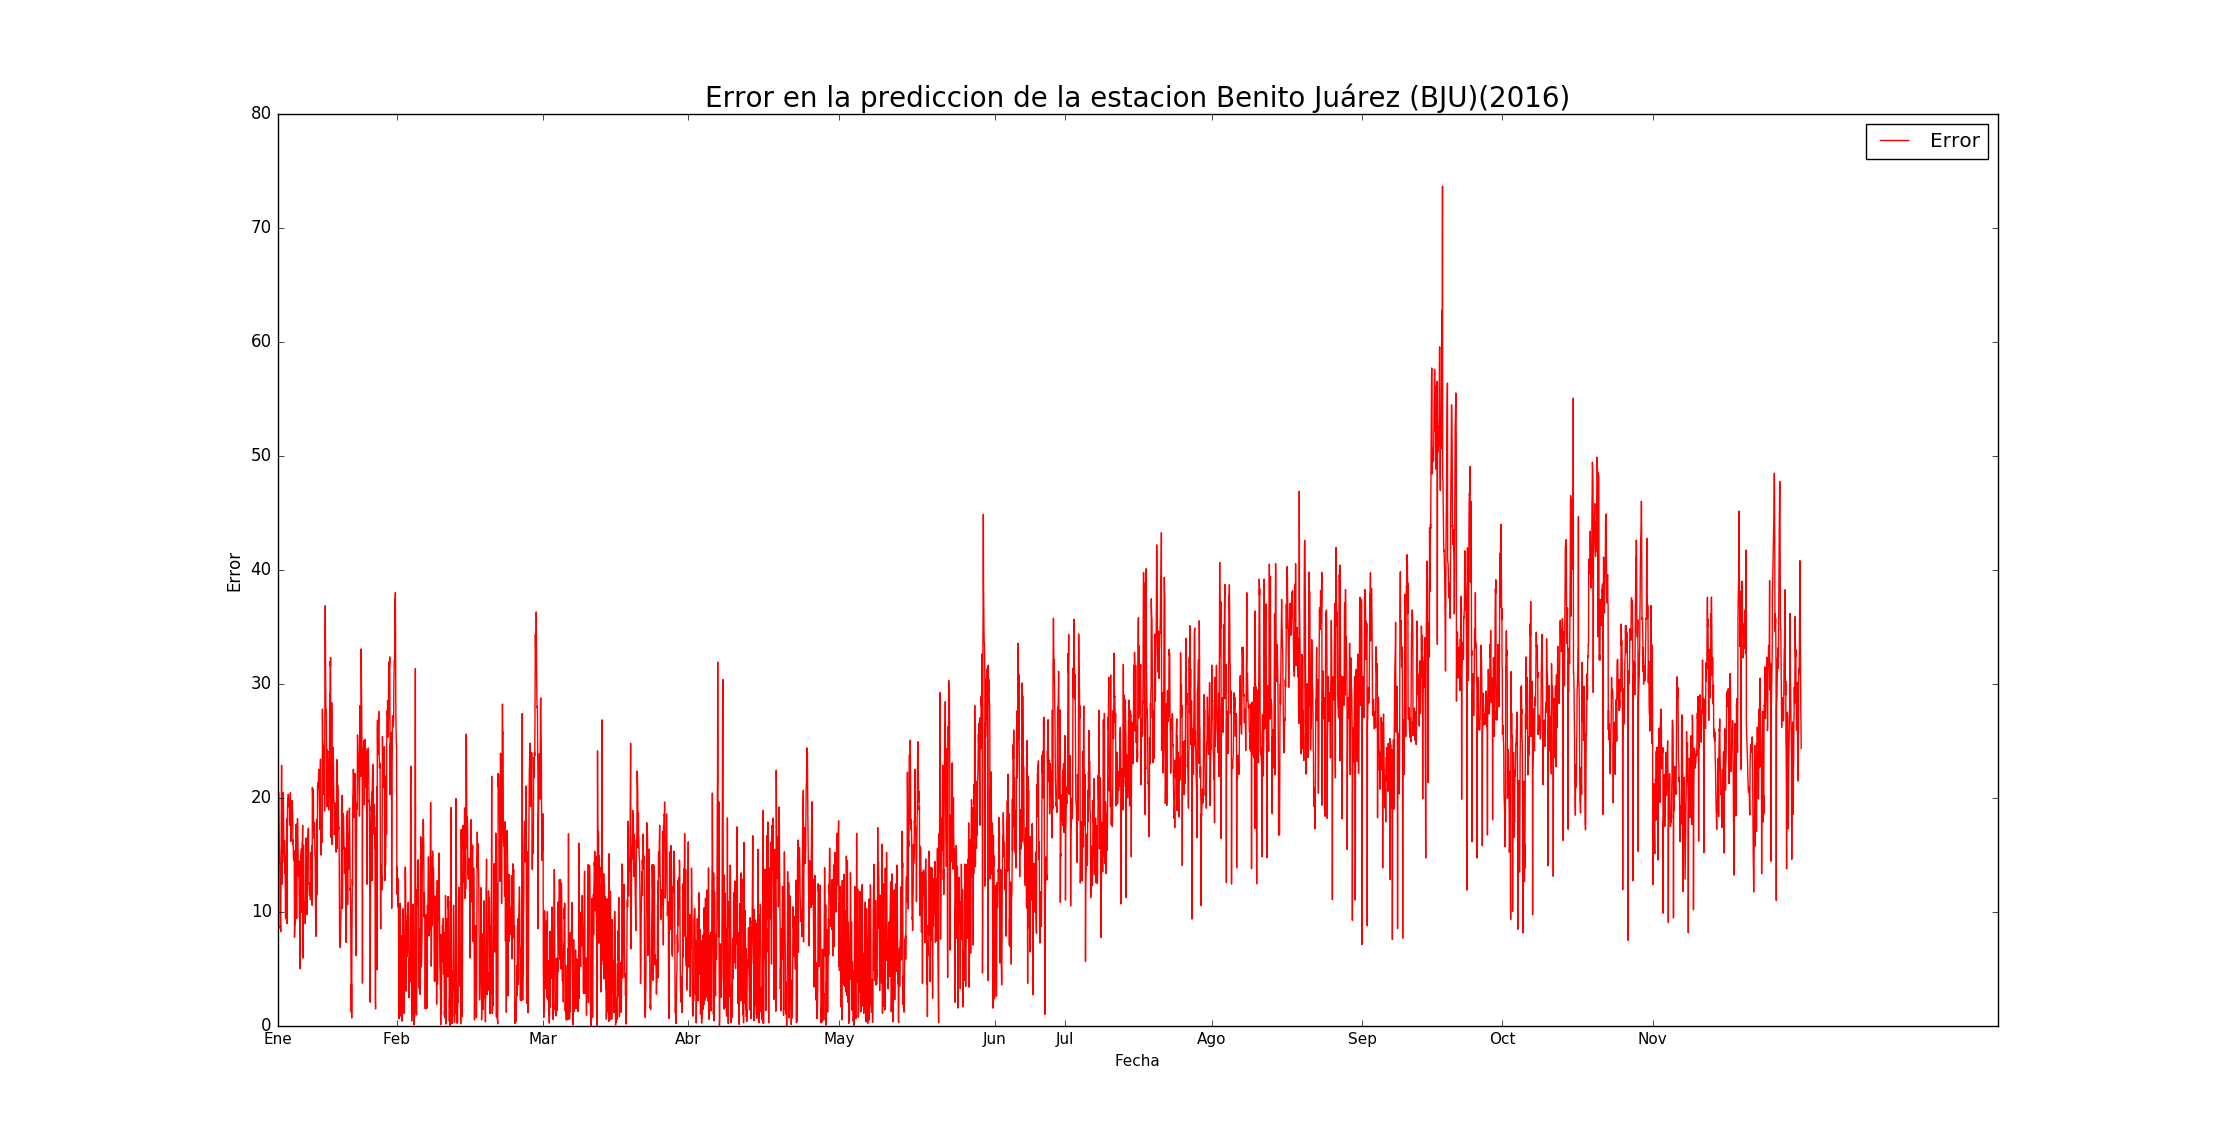 Error en la prediccion de la estacion Benito Juárez (BJU)(2016)
80
70
60
50
40
30
20
10
0
Error
Error
Ene Feb Mar Abr May Jun Jul Ago Sep Oct Nov
Fecha